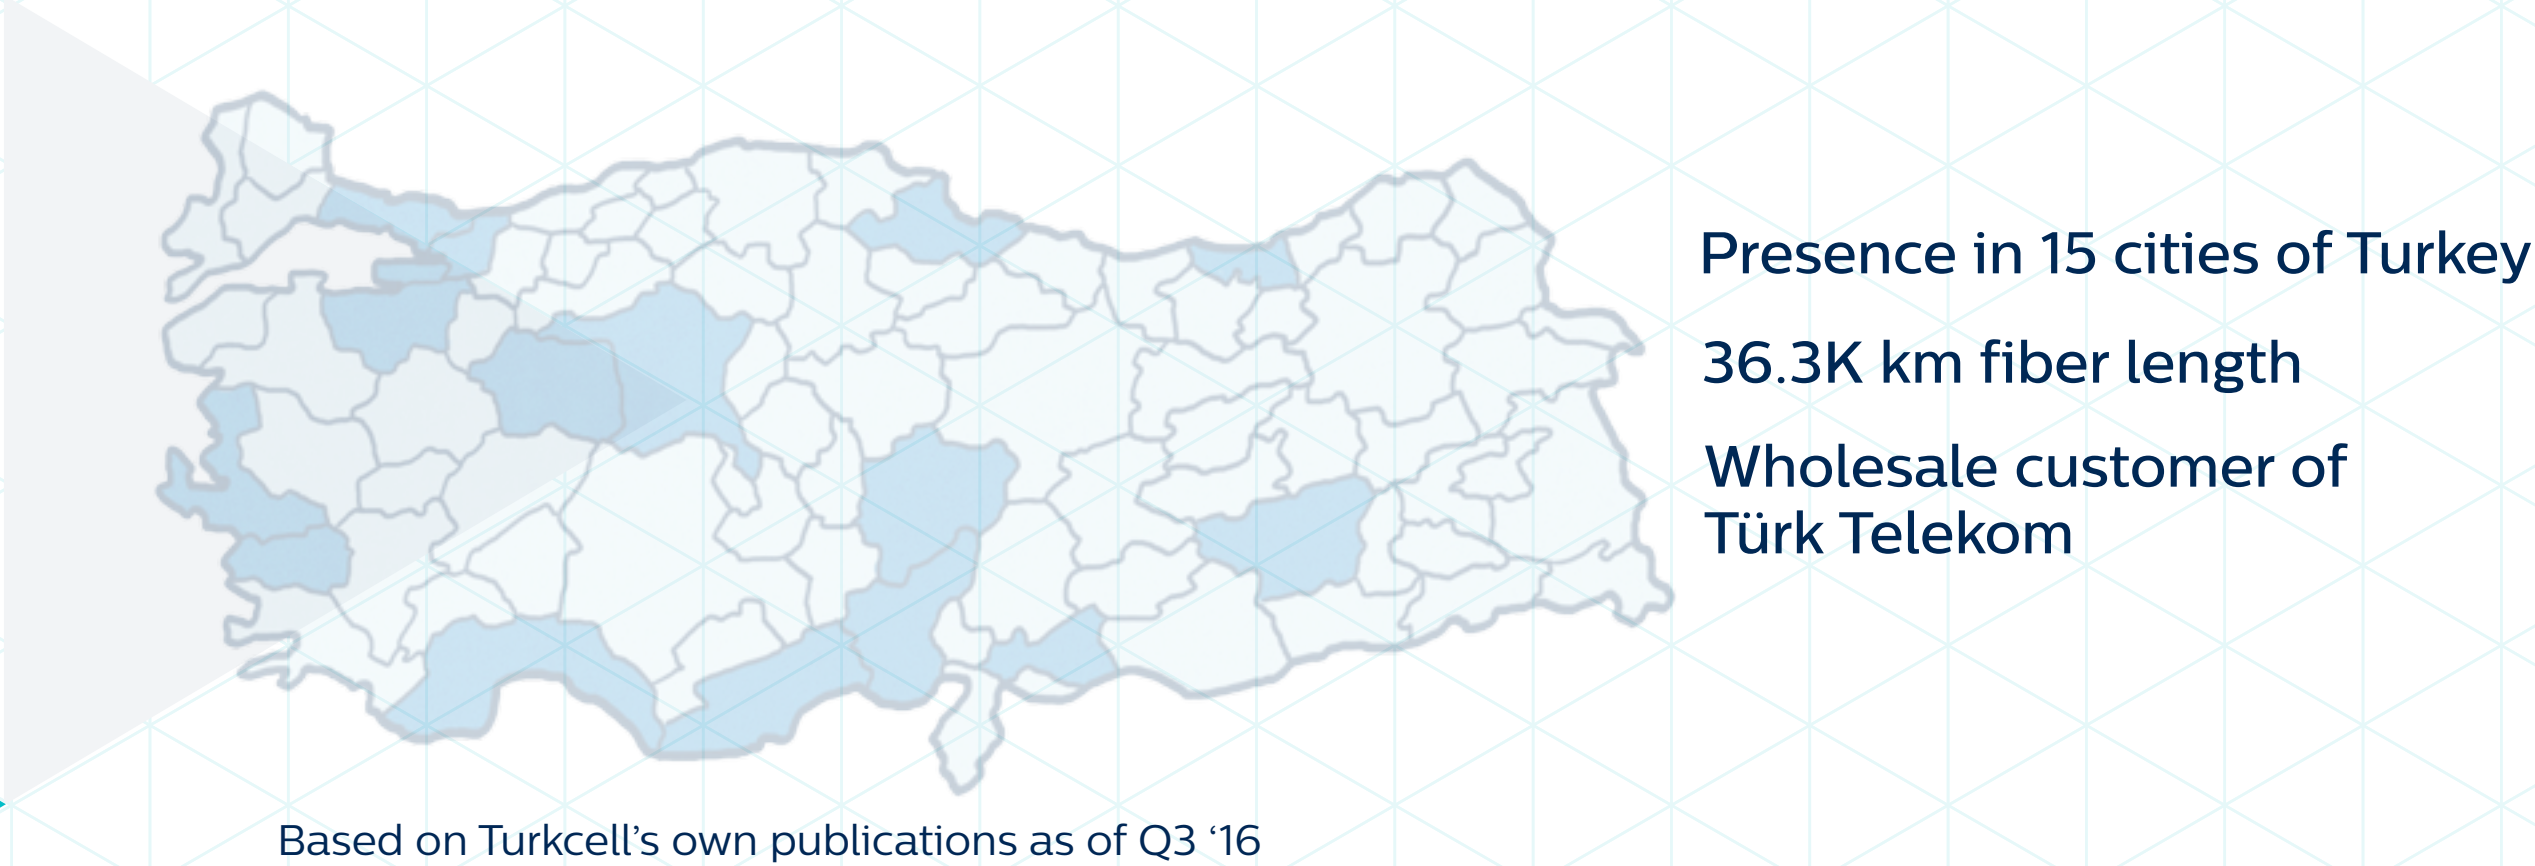 Presence in 15 cities of Turkey
36.3K km fiber length
Wholesale customer of
Türk Telekom
Based on Turkcell’s own publications as of Q3 ‘16